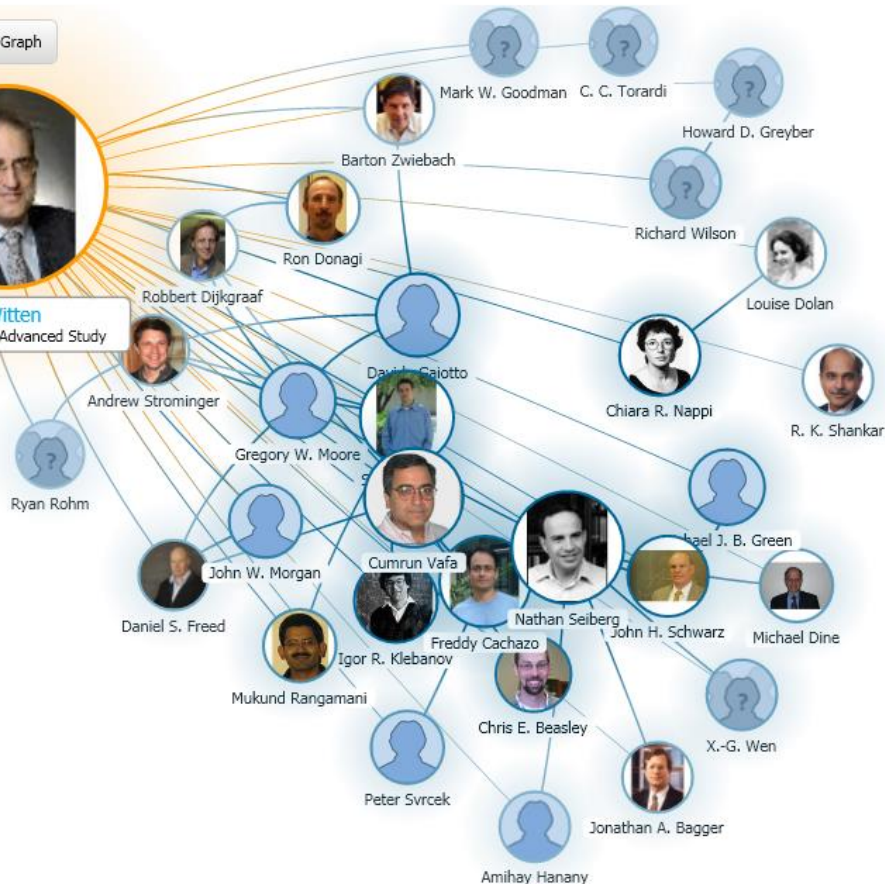 Graph
Mark W. Goodman
C. C. Torardi
Howard D. Greyber
Barton Zwiebach
Richard Wilson
Ron Donagi
Robbert Dijkgraaf
Louise Dolan
Witten
Advanced Study
Gaiotto
Andrew Strominger
Chiara R. Nappi
R. K. Shankar
Gregory W. Moore
Ryan Rohm
J. B. Green
Cumrun Vafa
John W. Morgan
Nathan Seiberg
Daniel S. Freed
John H. Schwarz
Michael Dine
Freddy Cachazo
Igor R. Klebanov
Mukund Rangamani
Chris E. Beasley
X.-G. Wen
Peter Svrcek
Jonathan A. Bagger
Amihay Hanany